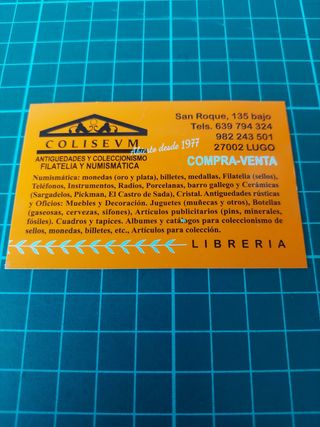 San Roque, 135 bajo
Tels. 639 794 324
982 243 501
27002 LUGO
COLISEVM
Abierto desde 1977
ANTIGUEDADES Y COLECCIONISMO
FILATELIA Y NUMISMÁTICA
COMPRA-VENTA
Numismática: monedas (oro y plata), billetes, medallas, Filatelia (sellos),
Teléfonos, Instrumentos, Radios, Porcelanas, barro gallego y Cerámicas
(Sargadelos, Pickman, El Castro de Sada), Cristal. Antiguedades rústicas
y Oficios: Muebles y Decoración. Juguetes (muñecas y otros), Botellas
(gaseosas, cervezas, sifones), Artículos publicitarios (pins, minerales,
fósiles). Cuadros y tapices. Albumes y catálogos para coleccionismo de
sellos, monedas, billetes, etc., Artículos para colección.
LIBRERIA